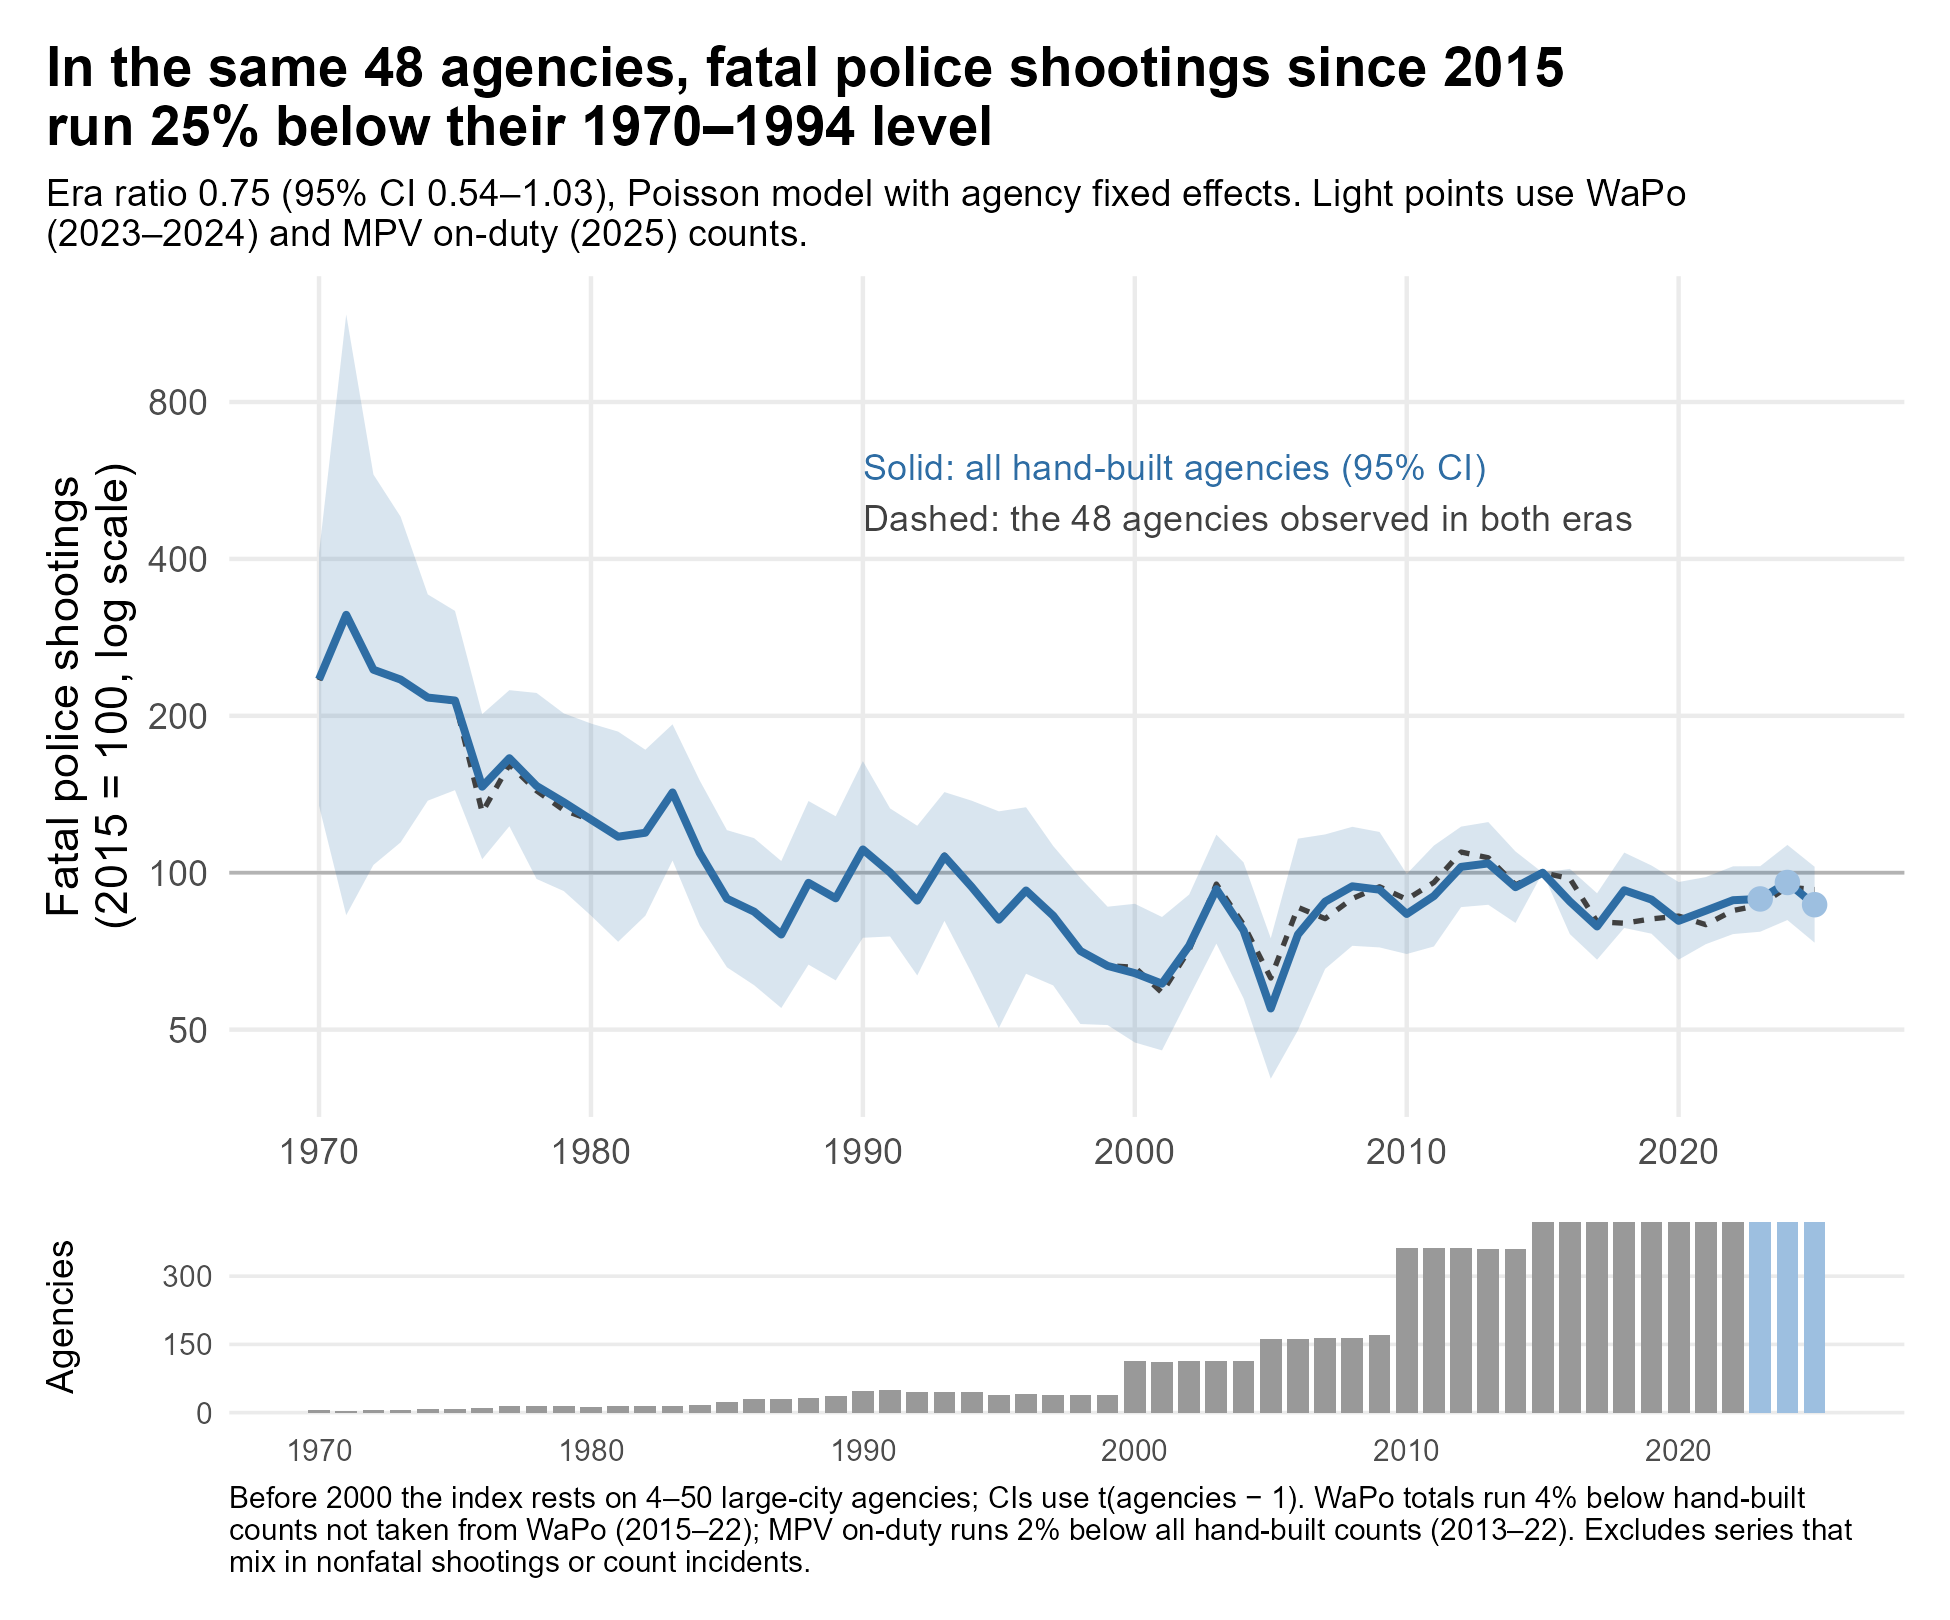 In the same 48 agencies, fatal police shootings since 2015
run 25% below their 1970–1994 level
Era ratio 0.75 (95% CI 0.54–1.03), Poisson model with agency fixed effects. Light points use WaPo
(2023–2024) and MPV on-duty (2025) counts.
Fatal police shootings
(2015 = 100, log scale)
800
400
200
100
50
Solid: all hand-built agencies (95% CI)
Dashed: the 48 agencies observed in both eras
1970
1980
1990
2000
2010
2020
Agencies
300
150
0
1970
1980
1990
2000
2010
2020
Before 2000 the index rests on 4–50 large-city agencies; CIs use t(agencies − 1). WaPo totals run 4% below hand-built
counts not taken from WaPo (2015–22); MPV on-duty runs 2% below all hand-built counts (2013–22). Excludes series that
mix in nonfatal shootings or count incidents.